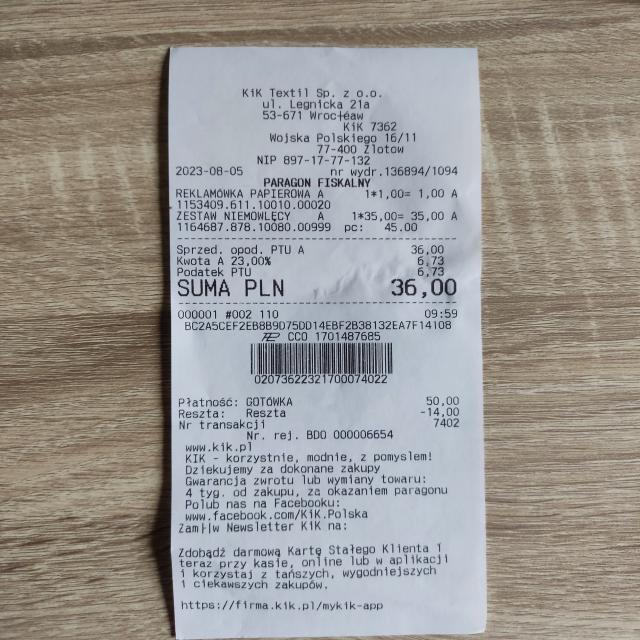 KiK Textil Sp. z o.o.
ul. Legnicka 21a
53-671 Wrocłéaw
KiK 7362
Wojska Polskiego 16/11
77-400 Zlotow
NIP 897-17-77-132
2023-08-05 nr wydr.136894/1094
PARAGON FISKALNY
REKLAMÓWKA PAPIEROWA A 1*1,00= 1,00 A
1153409.611.10010.00020
ZESTAW NIEMOWLĘCY A 1*35,00= 35,00 A
1164687.878.10080.00999 pc: 45.00
Sprzed. opod. PTU A 36,00
Kwota A 23,00% 6,73
Podatek PTU 6,73
SUMA PLN 36,00
000001 #002 110 09:59
BC2A5CEF2EB8B9D75DD14EBF2B38132EA7F14108
CCO 1701487685
02073622321700074022
Płatność: GOTÓWKA 50,00
Reszta: Reszta -14,00
Nr transakcji 7402
Nr. rej. BDO 000006654
www.kik.pl
KIK - korzystnie, modnie, z pomyslem!
Dziekujemy za dokonane zakupy
Gwarancja zwrotu lub wymiany towaru:
4 tyg. od zakupu, za okazaniem paragonu
Polub nas na Facebooku:
www.facebook.com/KiK.Polska
Newsletter KiK na:
Zdobądź darmową Kartę Stałego Klienta i
teraz przy kasie, online lub w aplikacji
i korzystaj z tańszych, wygodniejszych
i ciekawszych zakupów.
https://firma.kik.pl/mykik-app